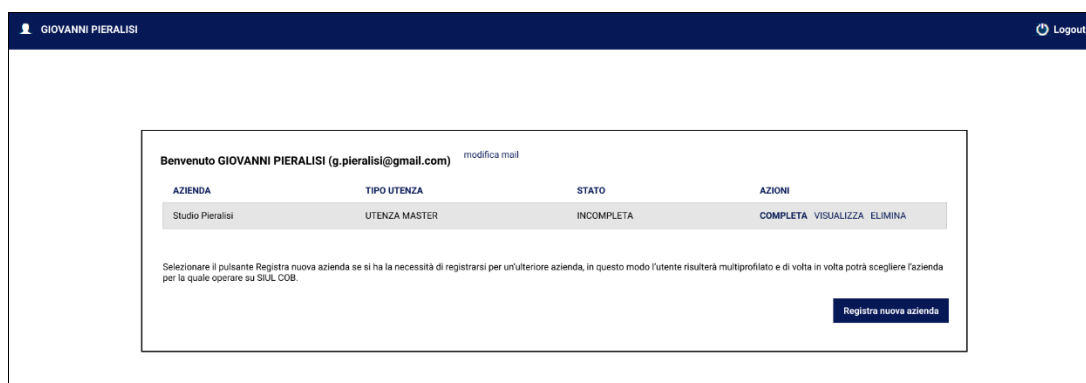 GIOVANNI PIERALISI
Logout
Benvenuto GIOVANNI PIERALISI (g.pieralisi@gmail.com) modifica mail
AZIENDA TIPO UTENZA STATO AZIONI
Studio Pieralisi UTENZA MASTER INCOMPLETA COMPLETA VISUALIZZA ELIMINA
Selezionare il pulsante Registra nuova azienda se si ha la necessità di registrarsi per un'ulteriore azienda, in questo modo l'utente risulterà multiprofilato e di volta in volta potrà scegliere l'azienda
per la quale operare su SIUL COB.
Registra nuova azienda